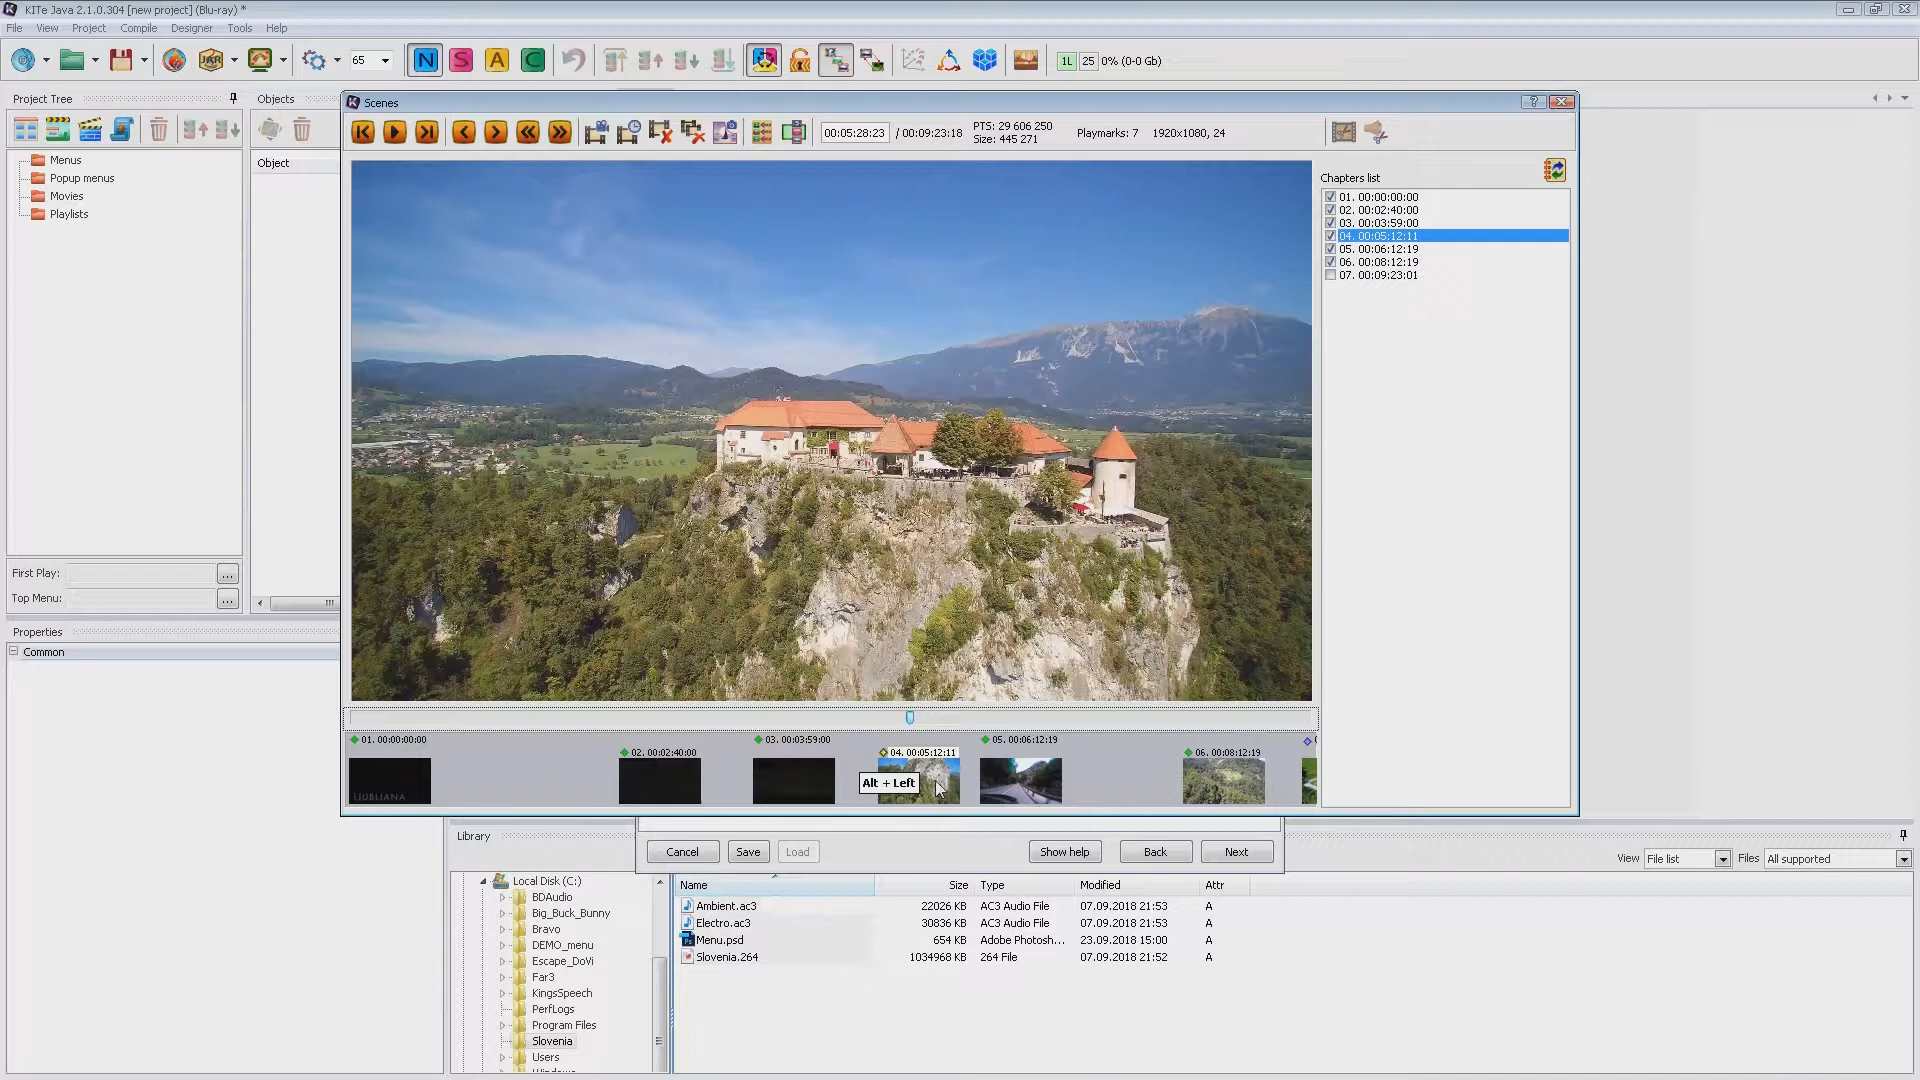 KITe Java 2.1.0.304 [new project] (Blu-ray) *
File View Project Compile Designer Tools Help
JAR 65 N S A C 1L 25 0% (0-0 Gb)
Project Tree Objects
Scenes
00:05:28:23 / 00:09:23:18 PTS: 29 606 250 Playmarks: 7 1920x1080, 24
Size: 445 271
Object
Menus
Popup menus
Movies
Playlists
Chapters list
01. 00:00:00:00
02. 00:02:40:00
03. 00:03:59:00
04. 00:05:12:11
05. 00:06:12:19
06. 00:08:12:19
07. 00:09:23:01
First Play: ...
Top Menu: ...
Properties
Common
01. 00:00:00:00 02. 00:02:40:00 03. 00:03:59:00 04. 00:05:12:11 05. 00:06:12:19 06. 00:08:12:19
LJUBLJANA
Alt + Left
Library
Cancel Save Load Show help Back Next
View File list Files All supported
Local Disk (C:)
BDAudio
Big_Buck_Bunny
Bravo
DEMO_menu
Escape_DoVi
Far3
KingsSpeech
PerfLogs
Program Files
Slovenia
Users
Name Size Type Modified Attr
Ambient.ac3 22026 KB AC3 Audio File 07.09.2018 21:53 A
Electro.ac3 30836 KB AC3 Audio File 07.09.2018 21:53 A
Menu.psd 654 KB Adobe Photosh... 23.09.2018 15:00 A
Slovenia.264 1034968 KB 264 File 07.09.2018 21:52 A